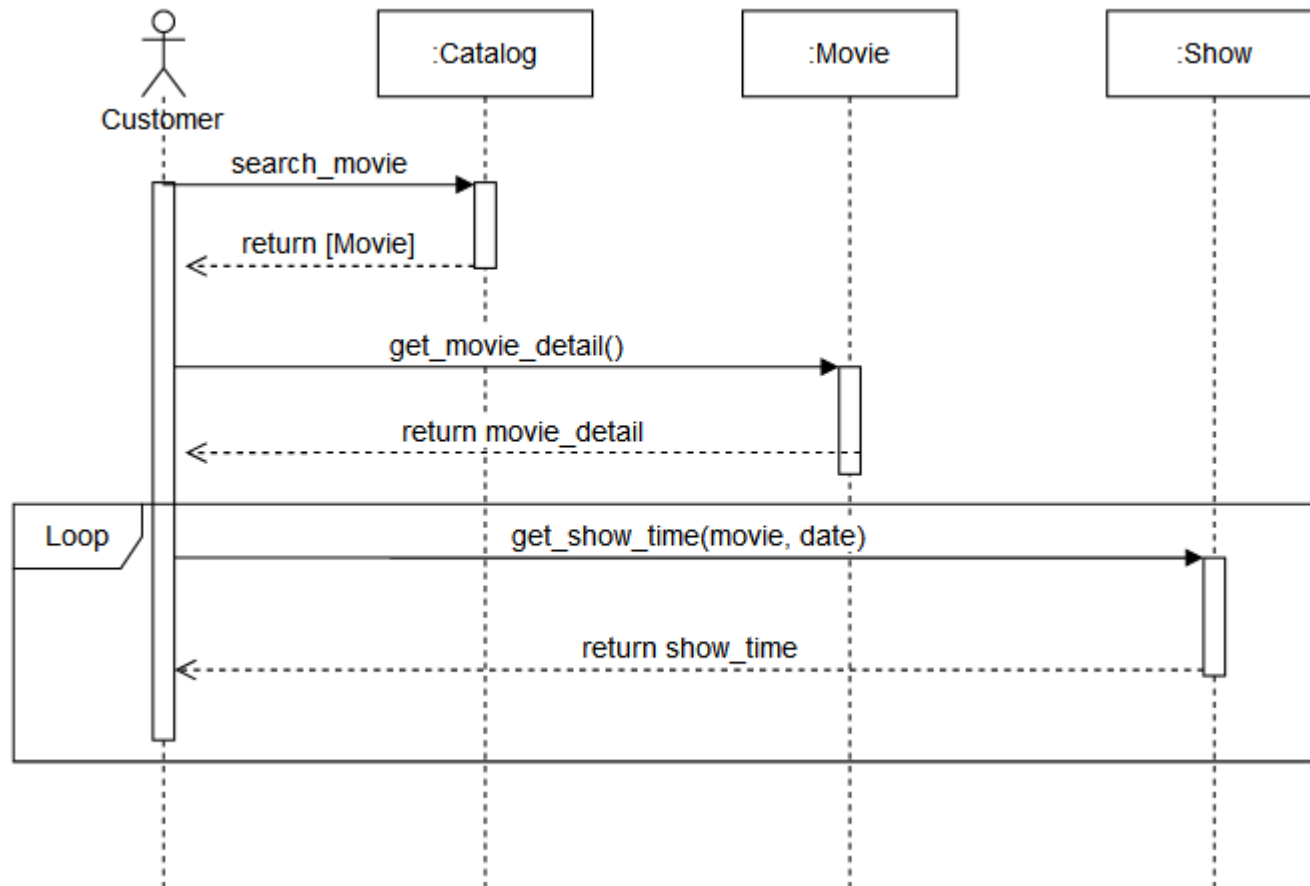 :Catalog
:Movie
:Show
Customer
search_movie
return [Movie]
get_movie_detail()
return movie_detail
Loop
get_show_time(movie, date)
return show_time